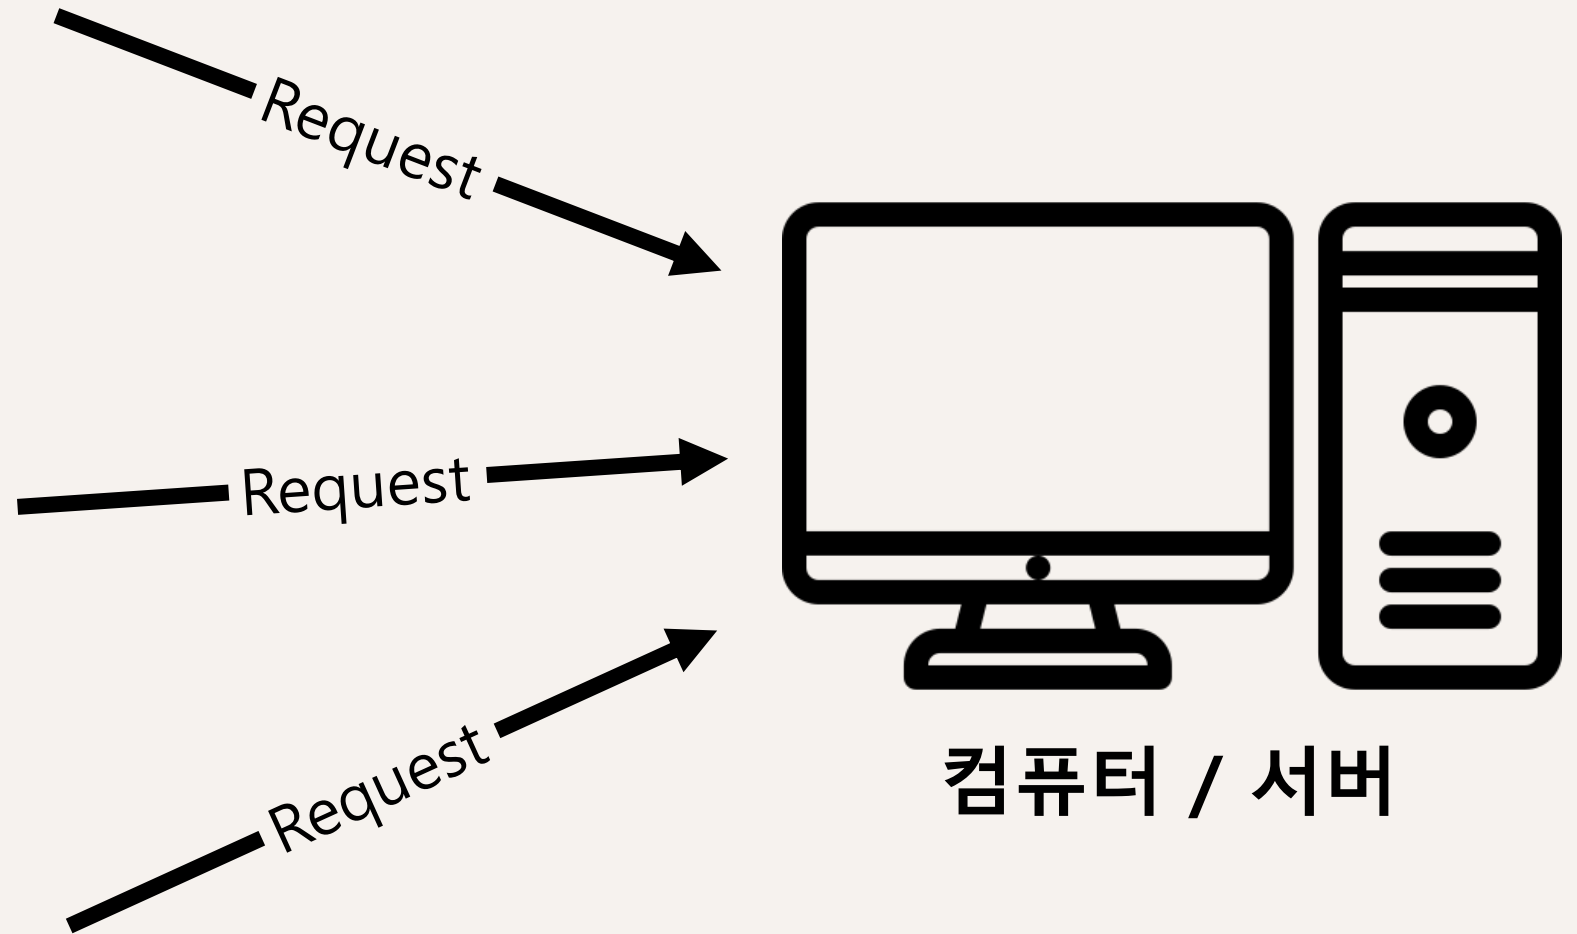 Request
Request
Request
컴퓨터 / 서버